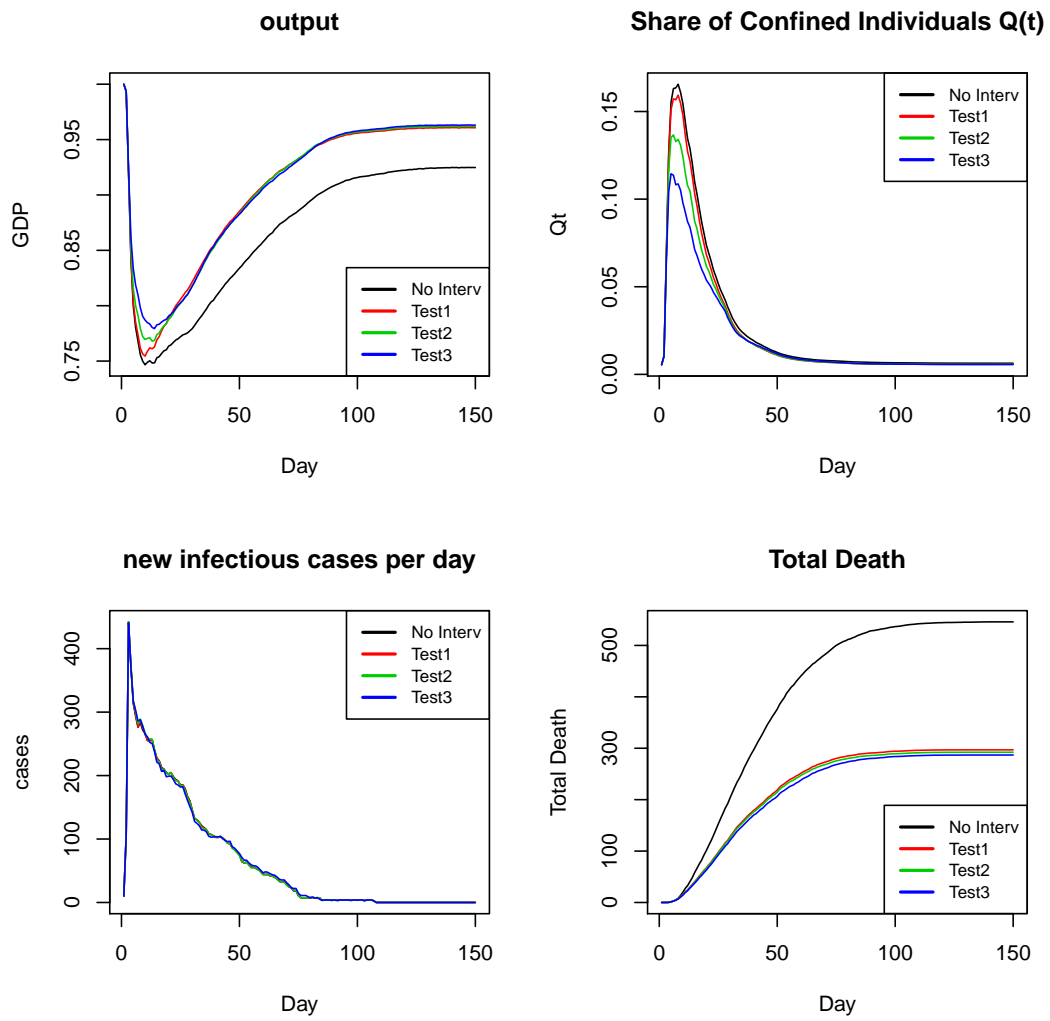 output
GDP
0.75
0.85
0.95
0
50
100
150
Day
No Interv
Test1
Test2
Test3
Share of Confined Individuals Q(t)
Qt
0.00
0.05
0.10
0.15
0
50
100
150
Day
No Interv
Test1
Test2
Test3
new infectious cases per day
cases
0
100
200
300
400
0
50
100
150
Day
No Interv
Test1
Test2
Test3
Total Death
Total Death
0
100
300
500
0
50
100
150
Day
No Interv
Test1
Test2
Test3